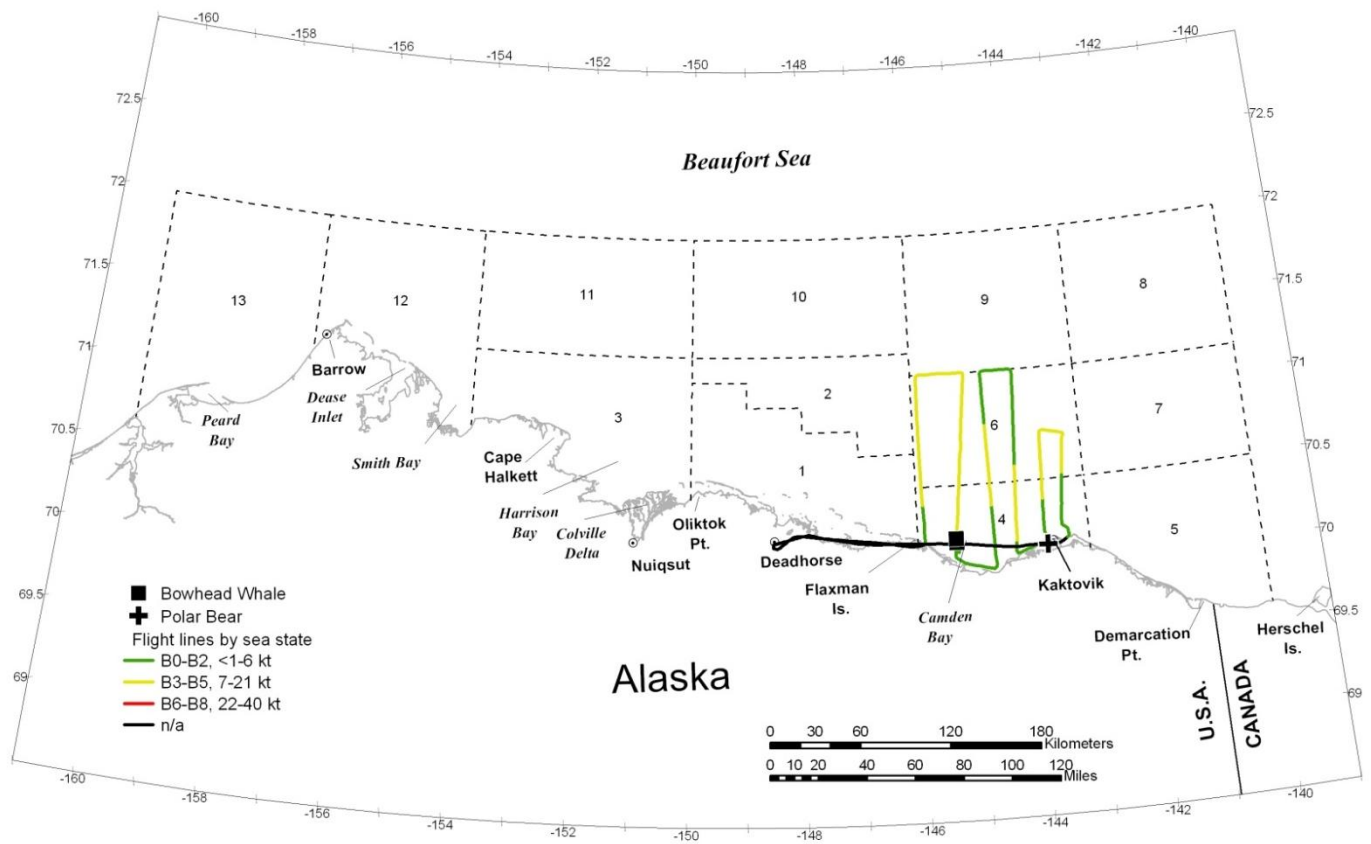 -160
-158
-156
-154
-152
-150
-148
-146
-144
-142
-140
72.5
72.5
Beaufort Sea
72
72
71.5
71.5
13
12
11
10
9
8
71
71
Barrow
Dease
Inlet
Peard
Bay
Smith Bay
3
2
6
7
70.5
70.5
Cape
Halkett
1
Harrison
Bay
Colville
Delta
Oliktok
Pt.
4
5
70
70
Nuiqsut
Deadhorse
Flaxman
Is.
Camden
Bay
Kaktovik
69.5
69.5
Demarcation
Pt.
Herschel
Is.
Bowhead Whale
Polar Bear
Flight lines by sea state
B0-B2, <1-6 kt
B3-B5, 7-21 kt
B6-B8, 22-40 kt
n/a
Alaska
U.S.A.
CANADA
69
69
0 30 60 120 180
Kilometers
0 10 20 40 60 80 100 120
Miles
-160
-158
-156
-154
-152
-150
-148
-146
-144
-142
-140